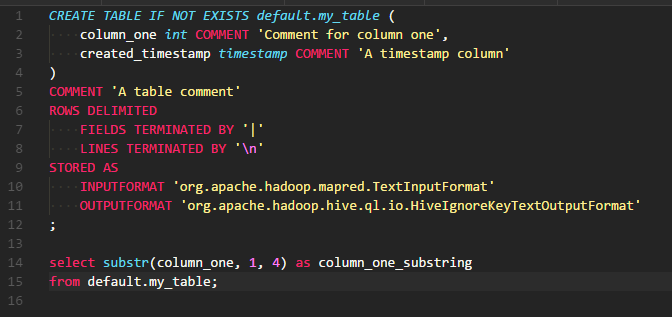 1 CREATE TABLE IF NOT EXISTS default.my_table (
2 column_one int COMMENT 'Comment for column one',
3 created_timestamp timestamp COMMENT 'A timestamp column'
4 )
5 COMMENT 'A table comment'
6 ROWS DELIMITED
7 FIELDS TERMINATED BY '|'
8 LINES TERMINATED BY '\n'
9 STORED AS
10 INPUTFORMAT 'org.apache.hadoop.mapred.TextInputFormat'
11 OUTPUTFORMAT 'org.apache.hadoop.hive.ql.io.HiveIgnoreKeyTextOutputFormat'
12 ;
13
14 select substr(column_one, 1, 4) as column_one_substring
15 from default.my_table;
16